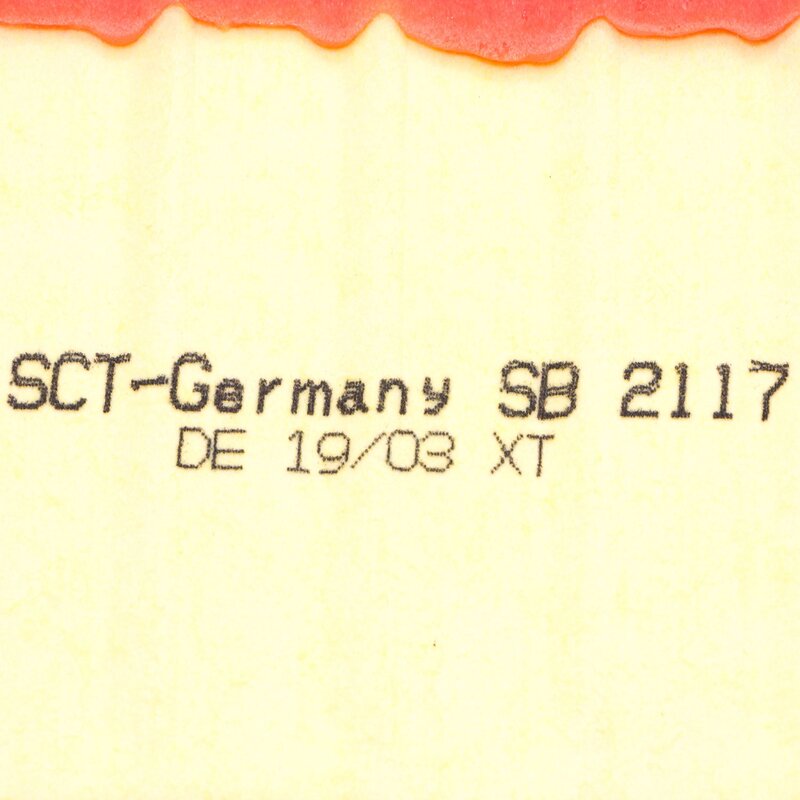 SCT-Germany SB 2117
DE 19/03 XT